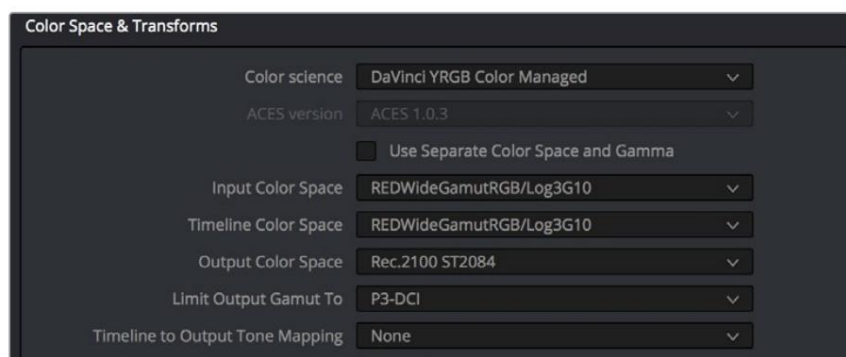 Color Space & Transforms
Color science DaVinci YRGB Color Managed
ACES version ACES 1.0.3
Use Separate Color Space and Gamma
Input Color Space REDWideGamutRGB/Log3G10
Timeline Color Space REDWideGamutRGB/Log3G10
Output Color Space Rec.2100 ST2084
Limit Output Gamut To P3-DCI
Timeline to Output Tone Mapping None